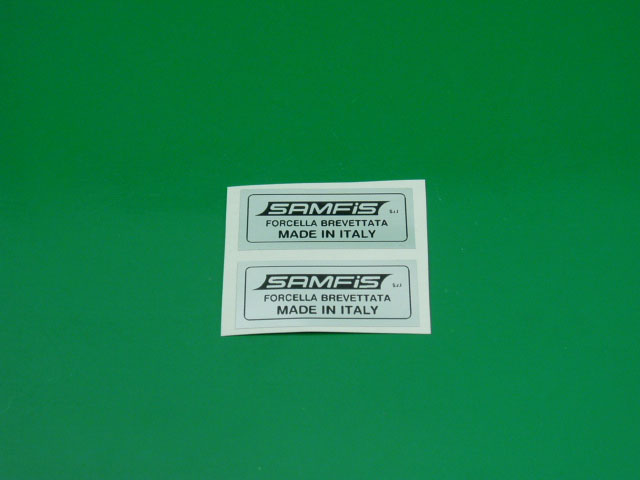 SAMFiS s.r.l
FORCELLA BREVETTATA
MADE IN ITALY
SAMFiS s.r.l
FORCELLA BREVETTATA
MADE IN ITALY